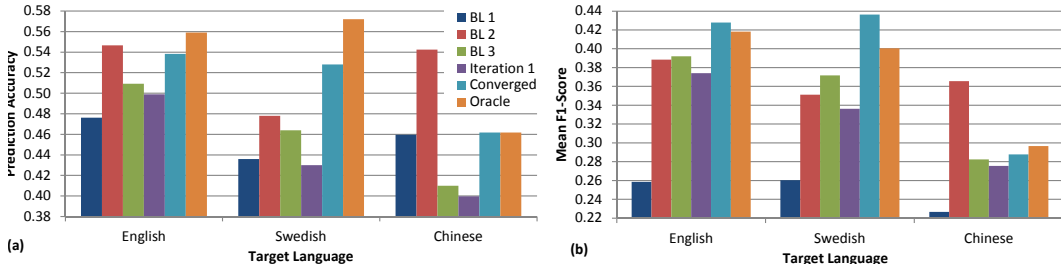 Prediction Accuracy
0.58
0.56
0.54
0.52
0.50
0.48
0.46
0.44
0.42
0.40
0.38
English
Swedish
Chinese
Target Language
(a)
BL 1
BL 2
BL 3
Iteration 1
Converged
Oracle
Mean F1-Score
0.44
0.42
0.40
0.38
0.36
0.34
0.32
0.30
0.28
0.26
0.24
0.22
English
Swedish
Chinese
Target Language
(b)